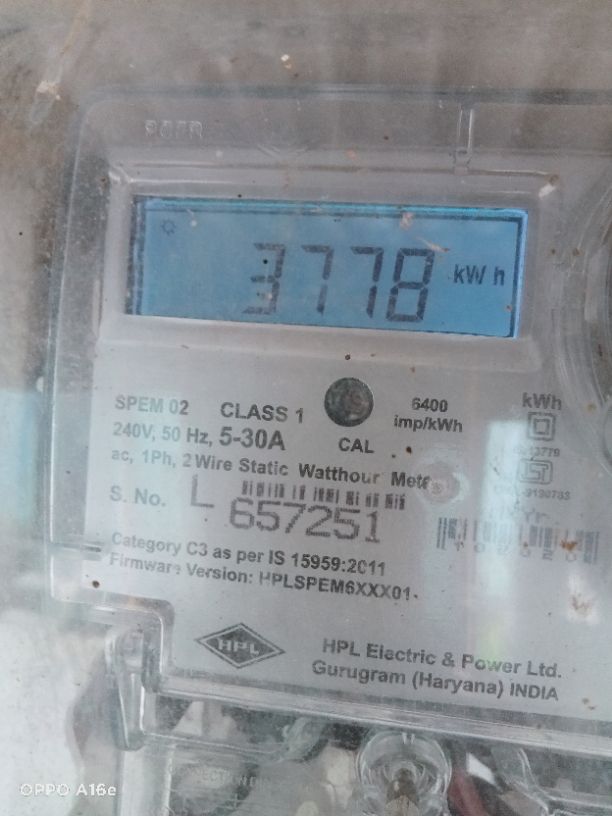 3778 kWh
SPEM 02 CLASS 1
6400
imp/kWh
kWh
240V, 50 Hz, 5-30A
CAL
ac, 1Ph, 2 Wire Static Watthour
S. No. L 657251
Category C3 as per IS 15959:2011
Firmware Version: HPLSPEM6XXX01
HPL
HPL Electric & Power Ltd.
Gurugram (Haryana) INDIA
OPPO A16e